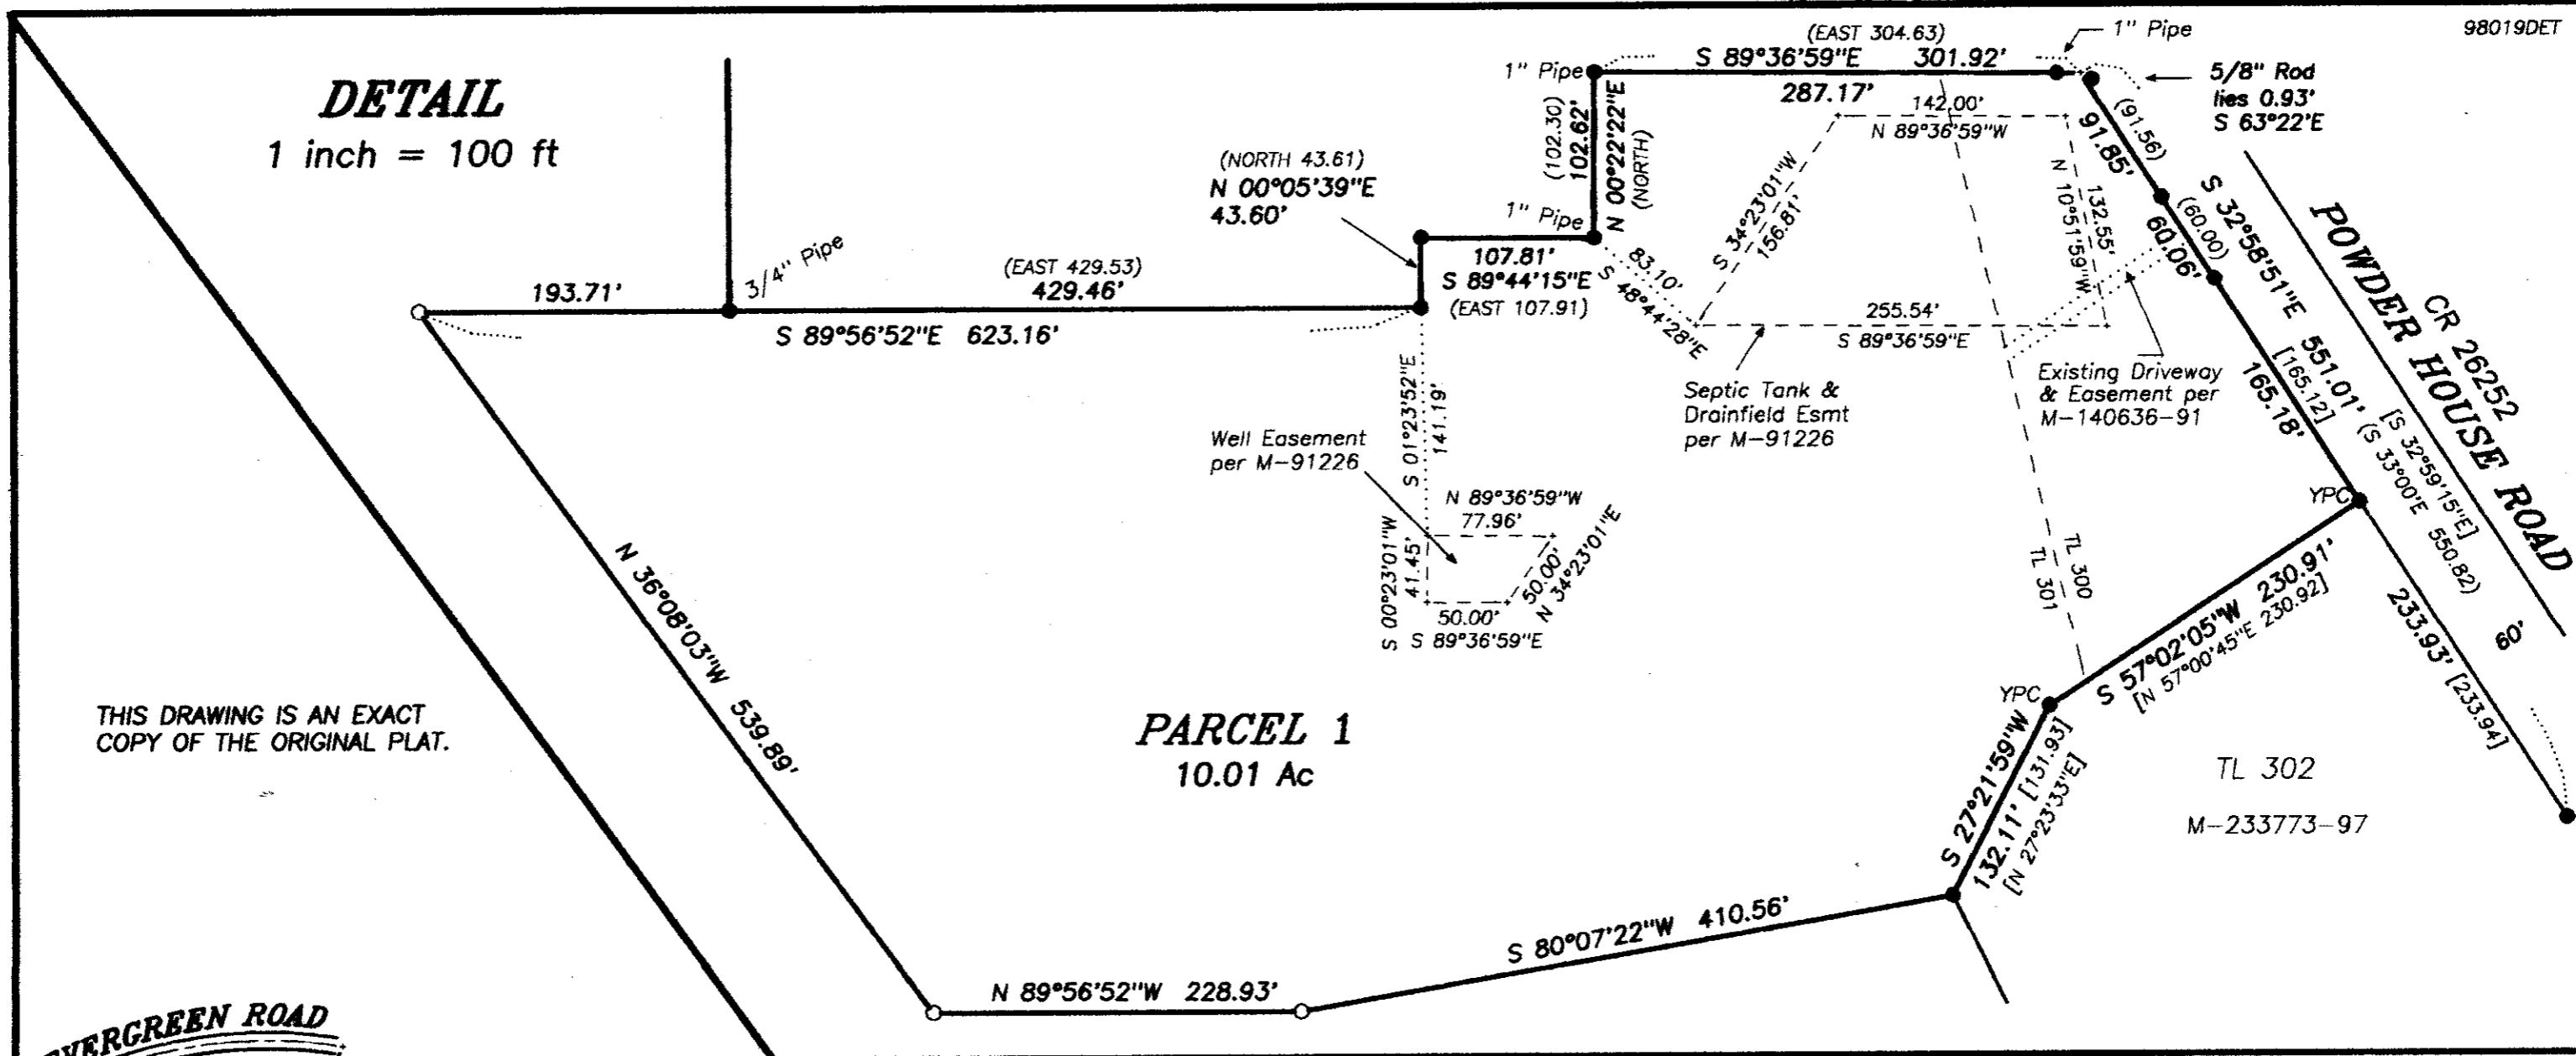 98019DET
DETAIL
1 inch = 100 ft
(EAST 304.63)
S 89°36'59"E 301.92'
287.17'
1" Pipe
1" Pipe
5/8" Rod
lies 0.93'
S 63°22'E
(102.30)
102.62'
N 00°22'22"E
(NORTH)
1" Pipe
142.00'
N 89°36'59"W
S 34°23'01"W
156.81'
N 10°51'59"W
132.55'
(91.56)
91.85'
(60.00)
60.06'
S 32°58'51"E 551.01'
[165.12]
165.18'
(S 33°00'E 550.82)
[S 32°59'15"E]
CR 26252
POWDER HOUSE ROAD
(NORTH 43.61)
N 00°05'39"E
43.60'
107.81'
S 89°44'15"E
(EAST 107.91)
83.10'
S 48°44'28"E
255.54'
S 89°36'59"E
193.71'
3/4" Pipe
(EAST 429.53)
429.46'
S 89°56'52"E 623.16'
Septic Tank &
Drainfield Esmt
per M-91226
Existing Driveway
& Easement per
M-140636-91
S 01°23'52"E
141.19'
Well Easement
per M-91226
N 89°36'59"W
77.96'
S 00°23'01"W
41.45'
50.00'
N 34°23'01"E
50.00'
S 89°36'59"E
TL 300
TL 301
YPC
S 57°02'05"W 230.91'
[N 57°00'45"E 230.92]
233.93' [233.94]
60'
YPC
S 27°21'59"W
132.11' [131.93]
[N 27°23'33"E]
TL 302
M-233773-97
N 36°08'03"W 539.89'
THIS DRAWING IS AN EXACT
COPY OF THE ORIGINAL PLAT.
PARCEL 1
10.01 Ac
S 80°07'22"W 410.56'
N 89°56'52"W 228.93'
EVERGREEN ROAD